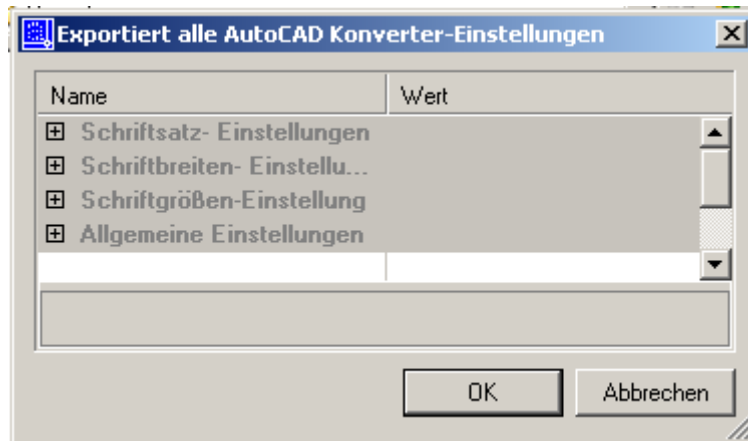 Exportiert alle AutoCAD Konverter-Einstellungen
Name Wert
Schriftsatz- Einstellungen
Schriftbreiten- Einstellu...
Schriftgrößen-Einstellung
Allgemeine Einstellungen
OK Abbrechen